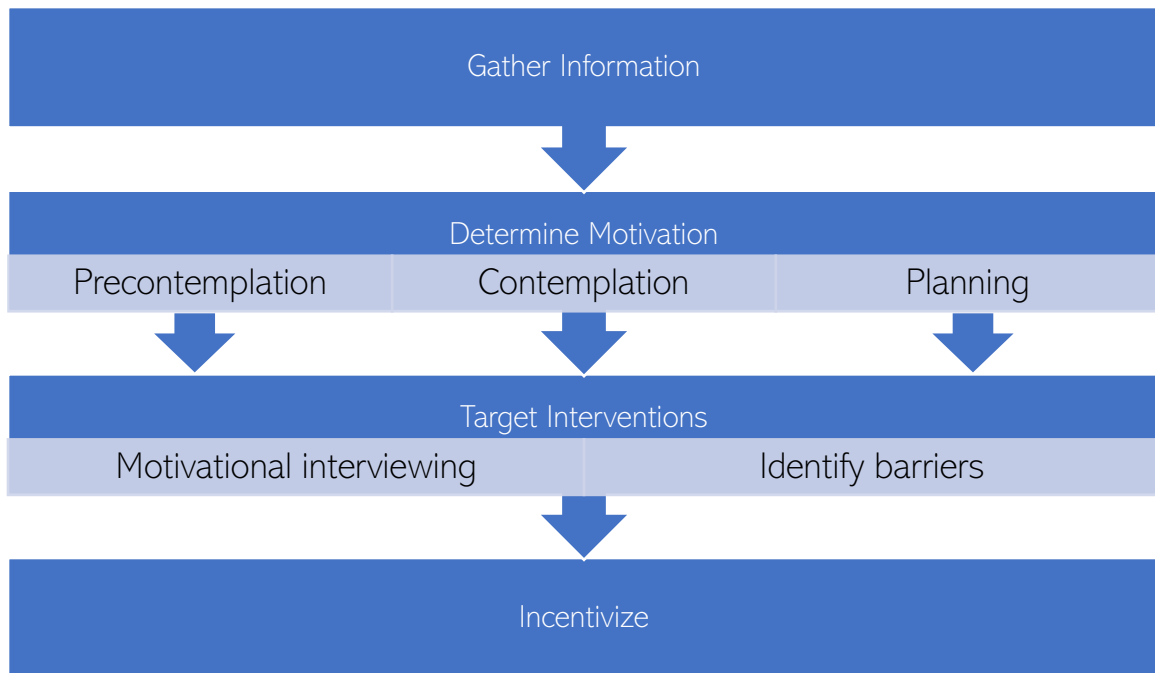 Gather Information
Determine Motivation
Precontemplation Contemplation Planning
Target Interventions
Motivational interviewing Identify barriers
Incentivize